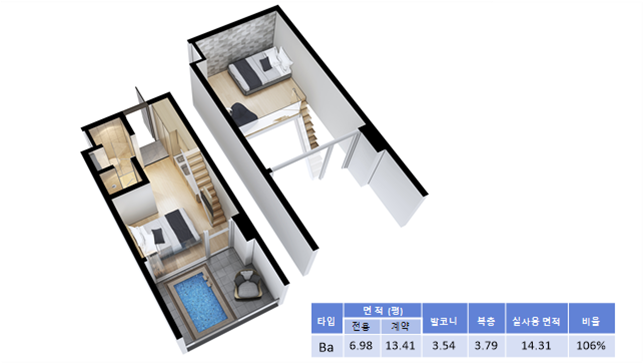 타입 면 적 (평) 발코니 복층 실사용 면적 비율
전용 계약
Ba 6.98 13.41 3.54 3.79 14.31 106%